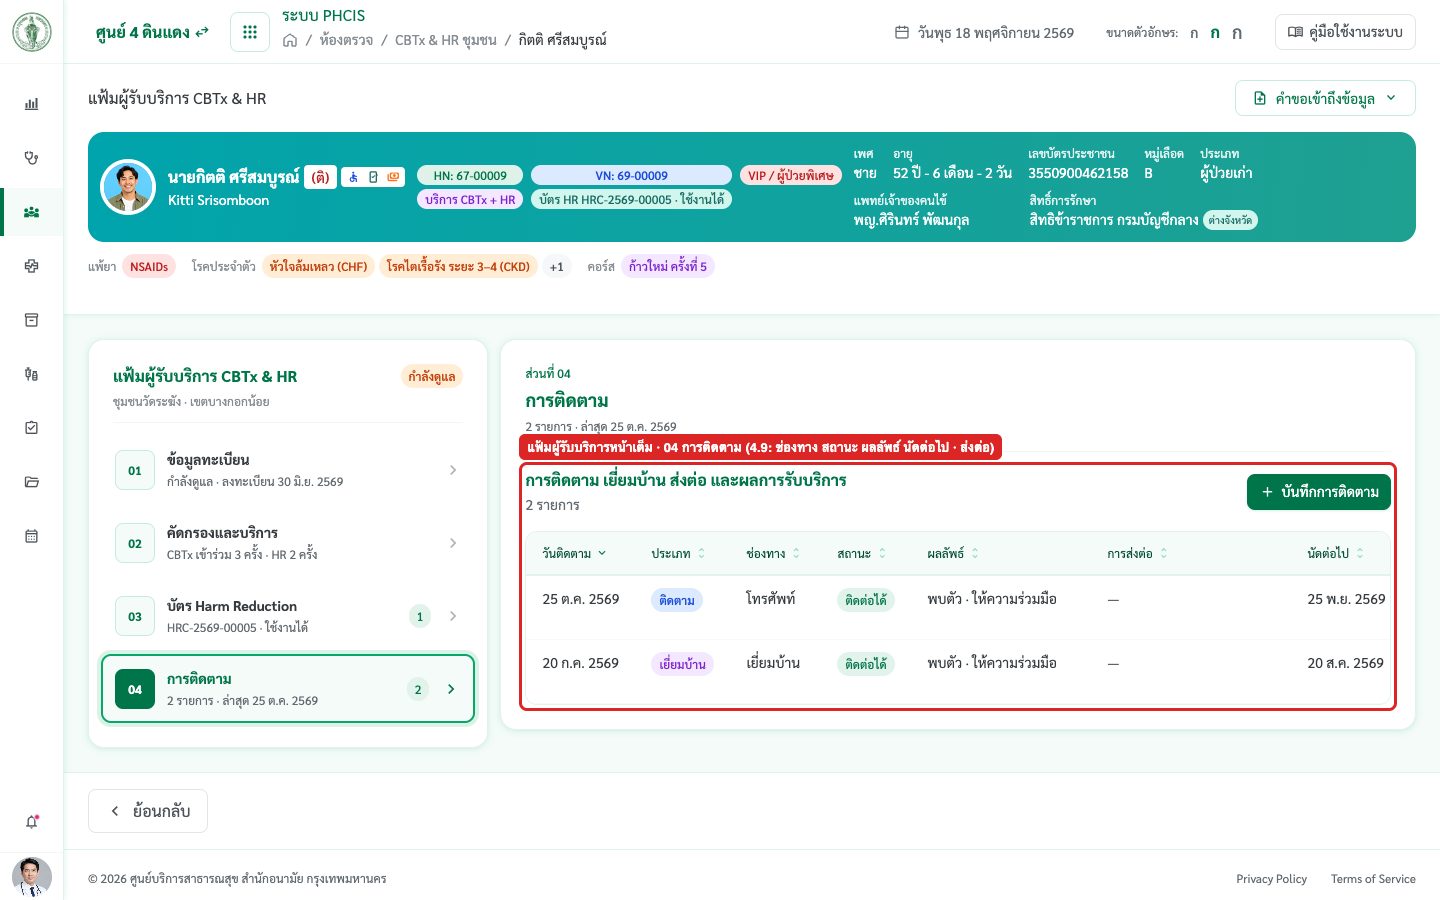 ศูนย์ 4 ดินแดง
ระบบ PHCIS
/ ห้องตรวจ / CBTx & HR ชุมชน / กิตติ ศรีสมบูรณ์
วันพุธ 18 พฤศจิกายน 2569
ขนาดตัวอักษร: ก ก ก
คู่มือใช้งานระบบ
แฟ้มผู้รับบริการ CBTx & HR
คำขอเข้าถึงข้อมูล
นายกิตติ ศรีสมบูรณ์ (ติ)
Kitti Srisomboon
HN: 67-00009
VN: 69-00009
VIP / ผู้ป่วยพิเศษ
บริการ CBTx + HR
บัตร HR HRC-2569-00005 · ใช้งานได้
เพศ อายุ เลขบัตรประชาชน หมู่เลือด ประเภท
ชาย 52 ปี - 6 เดือน - 2 วัน 3550900462158 B ผู้ป่วยเก่า
แพทย์เจ้าของคนไข้ สิทธิ์การรักษา
พญ.ศิรินทร์ พัฒนกุล สิทธิข้าราชการ กรมบัญชีกลาง ต่างจังหวัด
แพ้ยา NSAIDs โรคประจำตัว หัวใจล้มเหลว (CHF) โรคไตเรื้อรัง ระยะ 3–4 (CKD) +1 คอร์ส ก้าวใหม่ ครั้งที่ 5
แฟ้มผู้รับบริการ CBTx & HR
กำลังดูแล
ชุมชนวัดระฆัง · เขตบางกอกน้อย
01
ข้อมูลทะเบียน
กำลังดูแล · ลงทะเบียน 30 มิ.ย. 2569
02
คัดกรองและบริการ
CBTx เข้าร่วม 3 ครั้ง · HR 2 ครั้ง
03
บัตร Harm Reduction
HRC-2569-00005 · ใช้งานได้
1
04
การติดตาม
2 รายการ · ล่าสุด 25 ต.ค. 2569
2
ส่วนที่ 04
การติดตาม
2 รายการ · ล่าสุด 25 ต.ค. 2569
แฟ้มผู้รับบริการหน้าเต็ม · 04 การติดตาม (4.9: ช่องทาง สถานะ ผลลัพธ์ นัดต่อไป · ส่งต่อ)
การติดตาม เยี่ยมบ้าน ส่งต่อ และผลการรับบริการ
2 รายการ
+ บันทึกการติดตาม
วันติดตาม ประเภท ช่องทาง สถานะ ผลลัพธ์ การส่งต่อ นัดต่อไป
25 ต.ค. 2569 ติดตาม โทรศัพท์ ติดต่อได้ พบตัว · ให้ความร่วมมือ — 25 พ.ย. 2569
20 ก.ค. 2569 เยี่ยมบ้าน เยี่ยมบ้าน ติดต่อได้ พบตัว · ให้ความร่วมมือ — 20 ส.ค. 2569
ย้อนกลับ
© 2026 ศูนย์บริการสาธารณสุข สำนักอนามัย กรุงเทพมหานคร
Privacy Policy Terms of Service